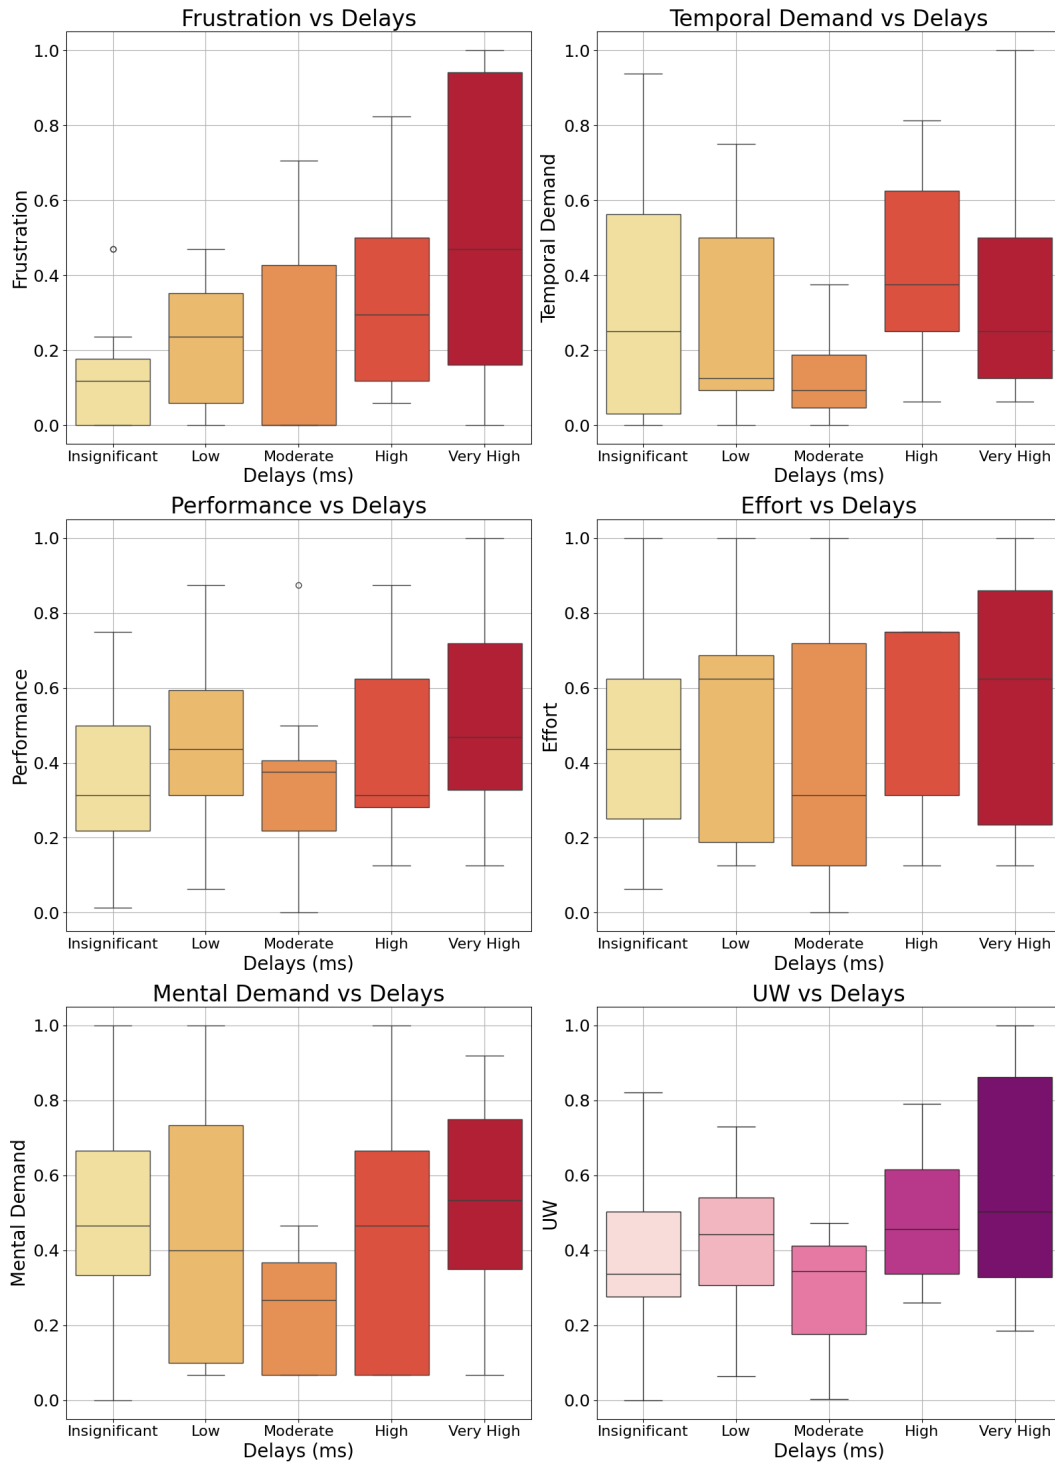 Frustration vs Delays
1.0
0.8
0.6
0.4
0.2
0.0
Frustration
Insignificant Low Moderate High Very High
Delays (ms)
Temporal Demand vs Delays
1.0
0.8
0.6
0.4
0.2
0.0
Temporal Demand
Insignificant Low Moderate High Very High
Delays (ms)
Performance vs Delays
1.0
0.8
0.6
0.4
0.2
0.0
Performance
Insignificant Low Moderate High Very High
Delays (ms)
Effort vs Delays
1.0
0.8
0.6
0.4
0.2
0.0
Effort
Insignificant Low Moderate High Very High
Delays (ms)
Mental Demand vs Delays
1.0
0.8
0.6
0.4
0.2
0.0
Mental Demand
Insignificant Low Moderate High Very High
Delays (ms)
UW vs Delays
1.0
0.8
0.6
0.4
0.2
0.0
UW
Insignificant Low Moderate High Very High
Delays (ms)